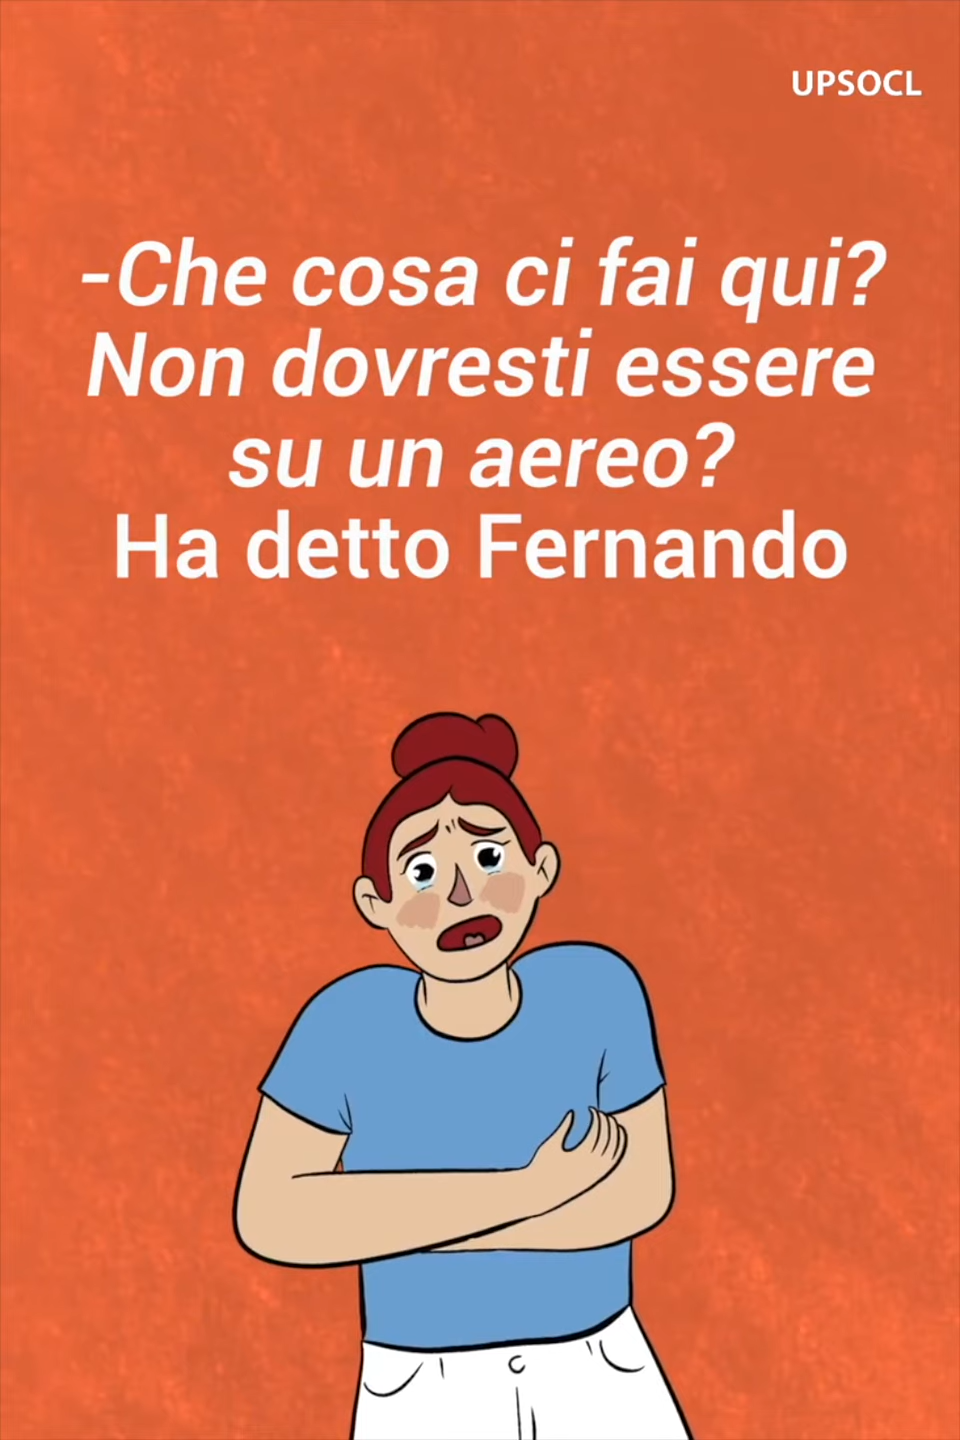 UPSOCL
-Che cosa ci fai qui?
Non dovresti essere
su un aereo?
Ha detto Fernando